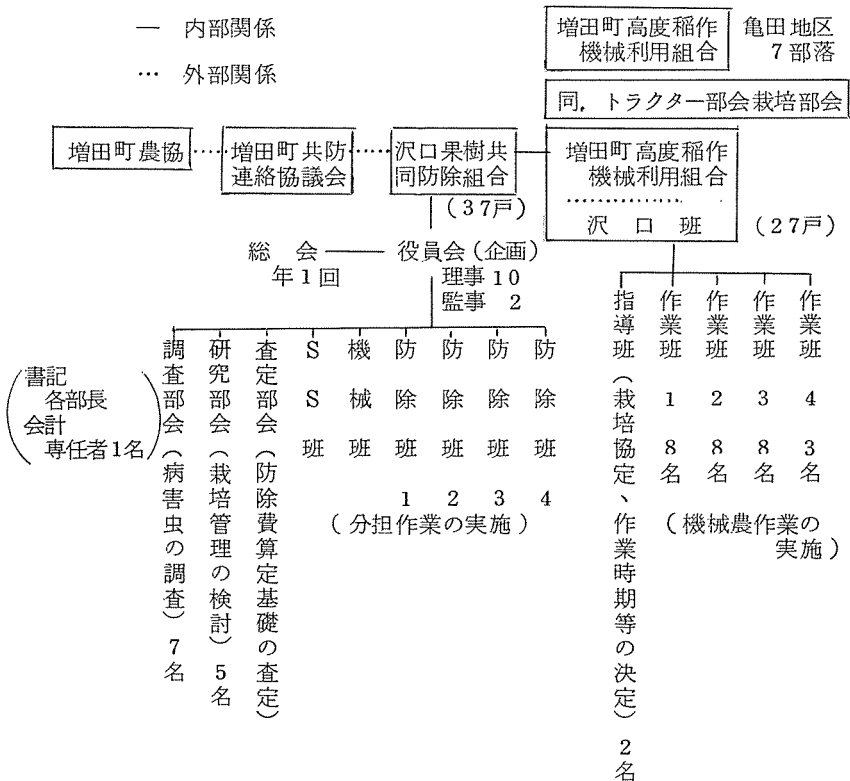 ― 内部関係
… 外部関係
増田町高度稲作
機械利用組合
亀田地区
7部落
同．トラクター部会栽培部会
増田町農協
増田町共防
連絡協議会
沢口果樹共
同防除組合
(37戸)
増田町高度稲作
機械利用組合
沢口班
(27戸)
総会
年1回
役員会(企画)
理事10
監事 2
書記
各部長
会計
専任者1名
調査部会(病害虫の調査)7名
研究部会(栽培管理の検討)5名
査定部会(防除費算定基礎の査定)
SS班
機械班
防除班1
防除班2
防除班3
防除班4
(分担作業の実施)
指導班(栽培協定、作業時期等の決定)2名
作業班1 8名
作業班2 8名
作業班3 8名
作業班4 3名
(機械農作業の
実施)